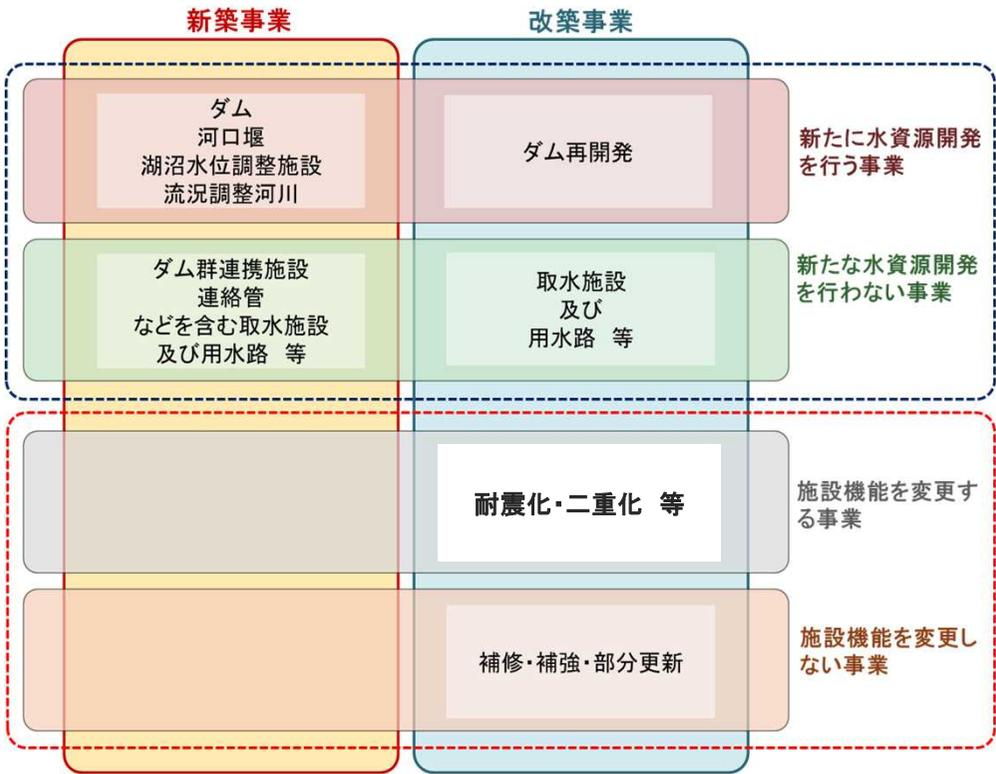 新築事業
改築事業
ダム
河口堰
湖沼水位調整施設
流況調整河川
ダム再開発
新たに水資源開発
を行う事業
ダム群連携施設
連絡管
などを含む取水施設
及び用水路　等
取水施設
及び
用水路　等
新たな水資源開発
を行わない事業
耐震化・二重化　等
施設機能を変更す
る事業
補修・補強・部分更新
施設機能を変更し
ない事業